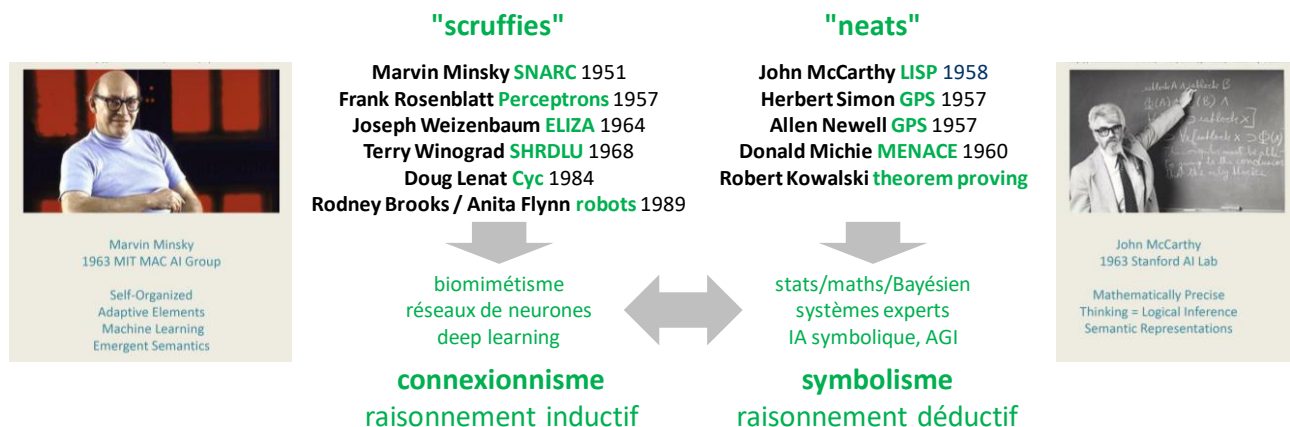 "scruffies"
Marvin Minsky SNARC 1951
Frank Rosenblatt Perceptrons 1957
Joseph Weizenbaum ELIZA 1964
Terry Winograd SHRDLU 1968
Doug Lenat Cyc 1984
Rodney Brooks / Anita Flynn robots 1989
"neats"
John McCarthy LISP 1958
Herbert Simon GPS 1957
Allen Newell GPS 1957
Donald Michie MENACE 1960
Robert Kowalski theorem proving
Marvin Minsky
1963 MIT MAC AI Group
Self-Organized
Adaptive Elements
Machine Learning
Emergent Semantics
biomimétisme
réseaux de neurones
deep learning
stats/maths/Bayésien
systèmes experts
IA symbolique, AGI
John McCarthy
1963 Stanford AI Lab
Mathematically Precise
Thinking = Logical Inference
Semantic Representations
connexionnisme
raisonnement inductif
symbolisme
raisonnement déductif